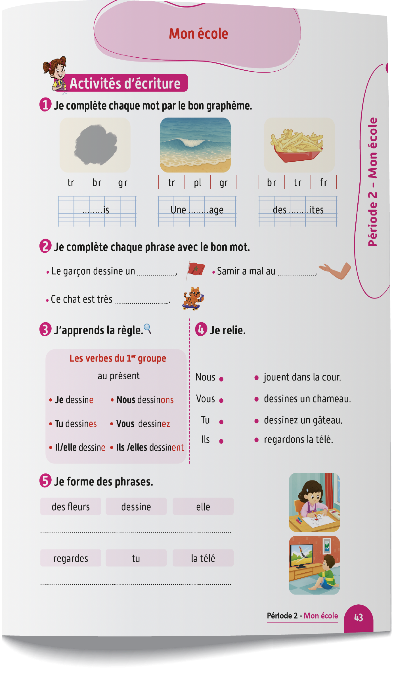 Mon école
Activités d'écriture
1 Je complète chaque mot par le bon graphème.
tr br gr
tr pl gr
br tr fr
........is
Une ........age
des ........ites
2 Je complète chaque phrase avec le bon mot.
• Le garçon dessine un ..............
• Samir a mal au ..............
• Ce chat est très ....................
3 J'apprends la règle.
Les verbes du 1er groupe
au présent
• Je dessine • Nous dessinons
• Tu dessines • Vous dessinez
• Il/elle dessine • Ils /elles dessinent
4 Je relie.
Nous • • jouent dans la cour.
Vous • • dessines un chameau.
Tu • • dessinez un gâteau.
Ils • • regardons la télé.
5 Je forme des phrases.
des fleurs dessine elle
regardes tu la télé
Période 2 - Mon école 43
Période 2 - Mon école